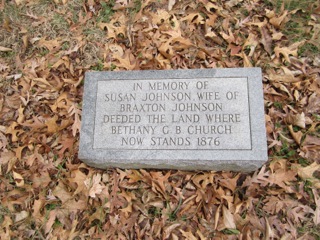 IN MEMORY OF
SUSAN JOHNSON WIFE OF
BRAXTON JOHNSON
DEEDED THE LAND WHERE
BETHANY G. B. CHURCH
NOW STANDS 1876